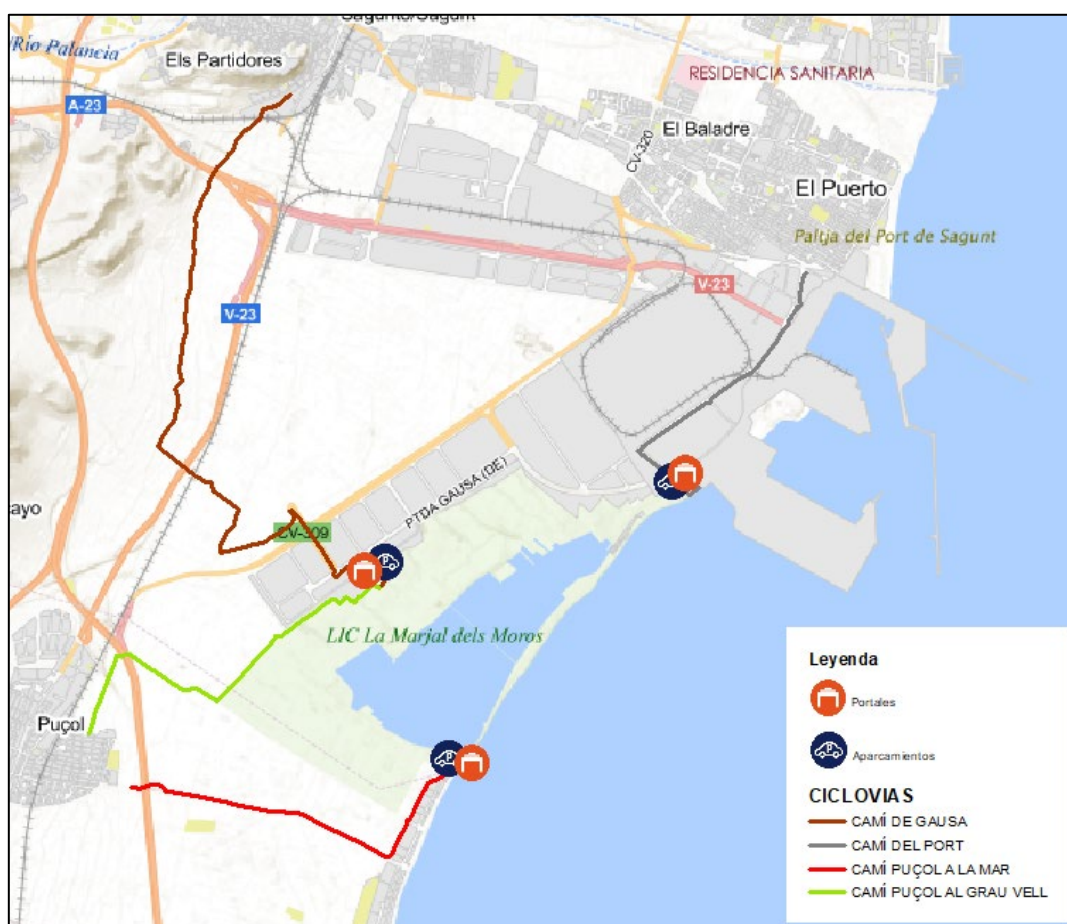 Sagunto/Sagunt
Río Palancia
Els Partidores
RESIDENCIA SANITARIA
A-23
El Baladre
CV-320
El Puerto
Paltja del Port de Sagunt
V-23
V-23
PTDA GAUSA (DE)
ayo
CV-309
P
LIC La Marjal dels Moros
Puçol
P
Leyenda
Portales
P
Aparcamientos
CICLOVIAS
CAMÍ DE GAUSA
CAMÍ DEL PORT
CAMÍ PUÇOL A LA MAR
CAMÍ PUÇOL AL GRAU VELL